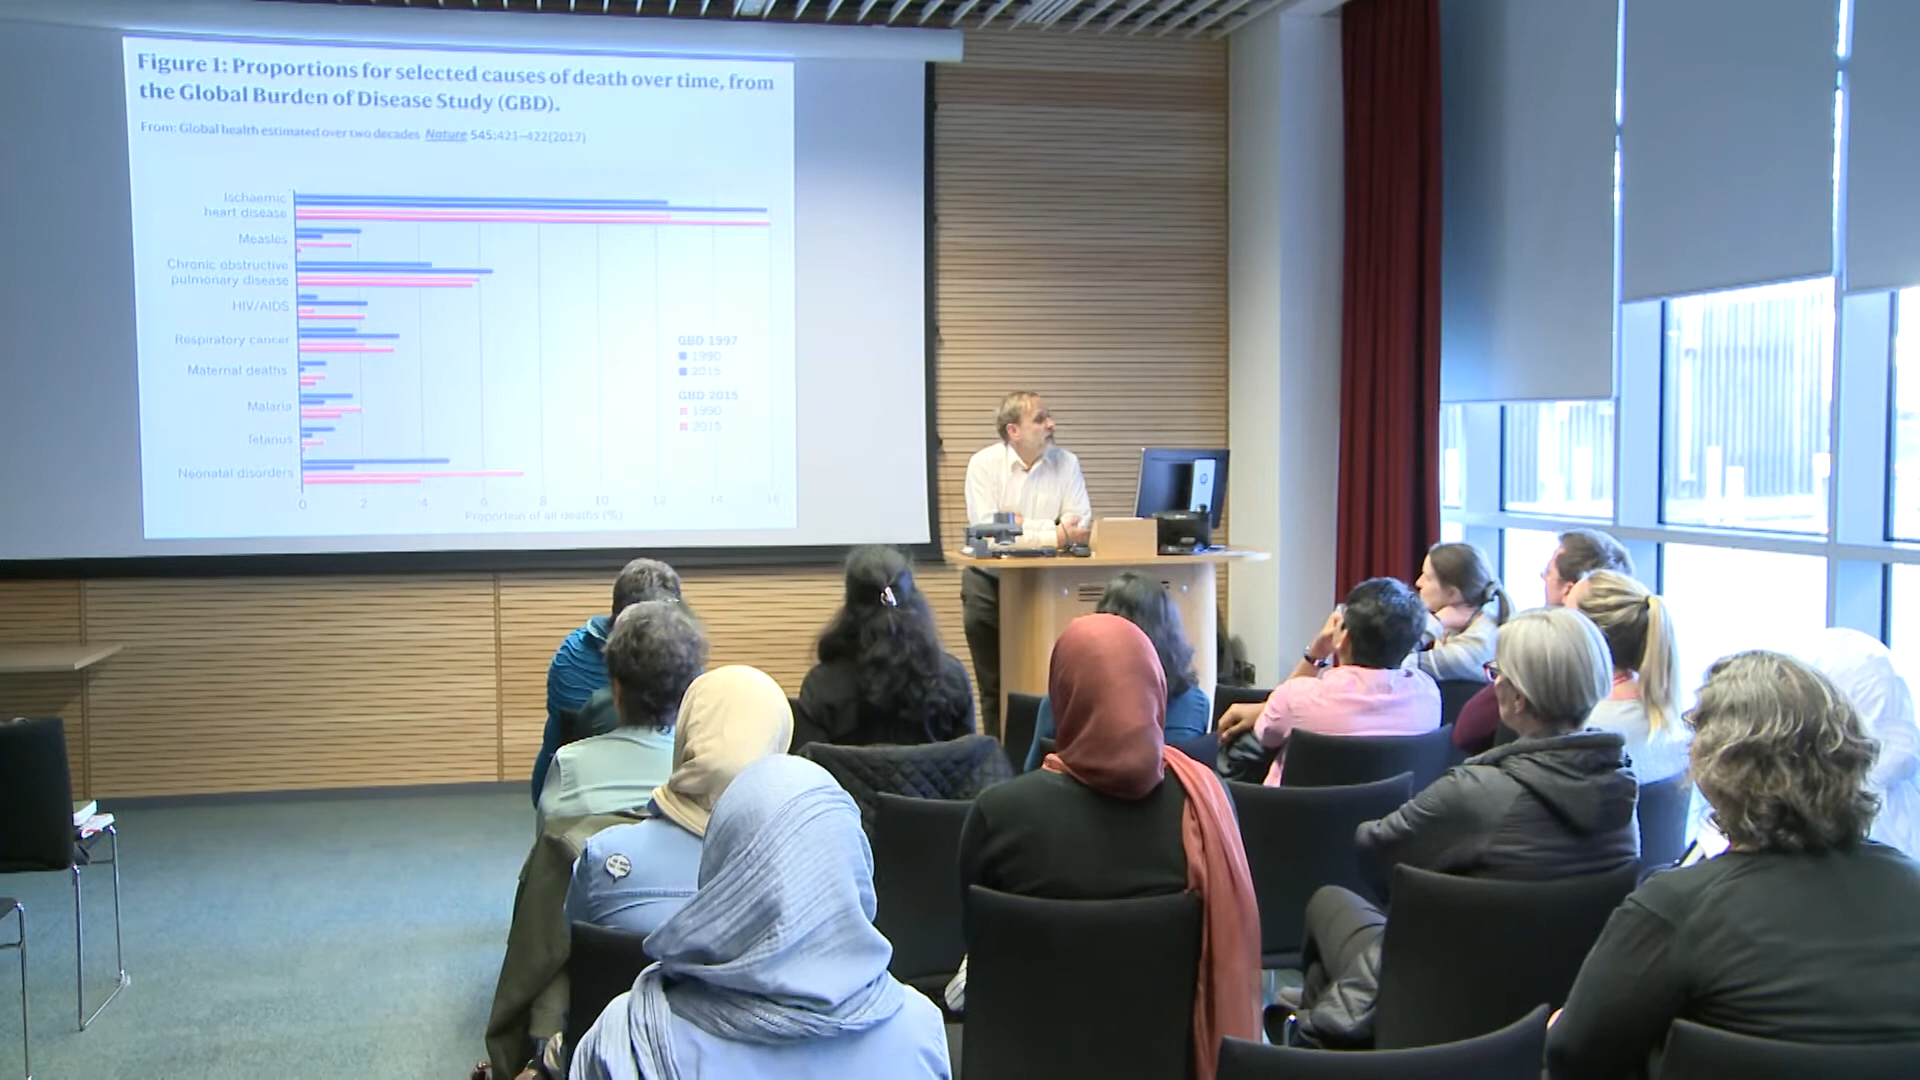 Figure 1: Proportions for selected causes of death over time, from
the Global Burden of Disease Study (GBD).
From: Global health estimated over two decades Nature 545:421–422(2017)
Ischaemic
heart disease
Measles
Chronic obstructive
pulmonary disease
HIV/AIDS
Respiratory cancer
Maternal deaths
Malaria
Tetanus
Neonatal disorders
GBD 1997
1990
2015
GBD 2015
1990
2015
0 2 4 6 8 10 12 14 16
Proportion of all deaths (%)